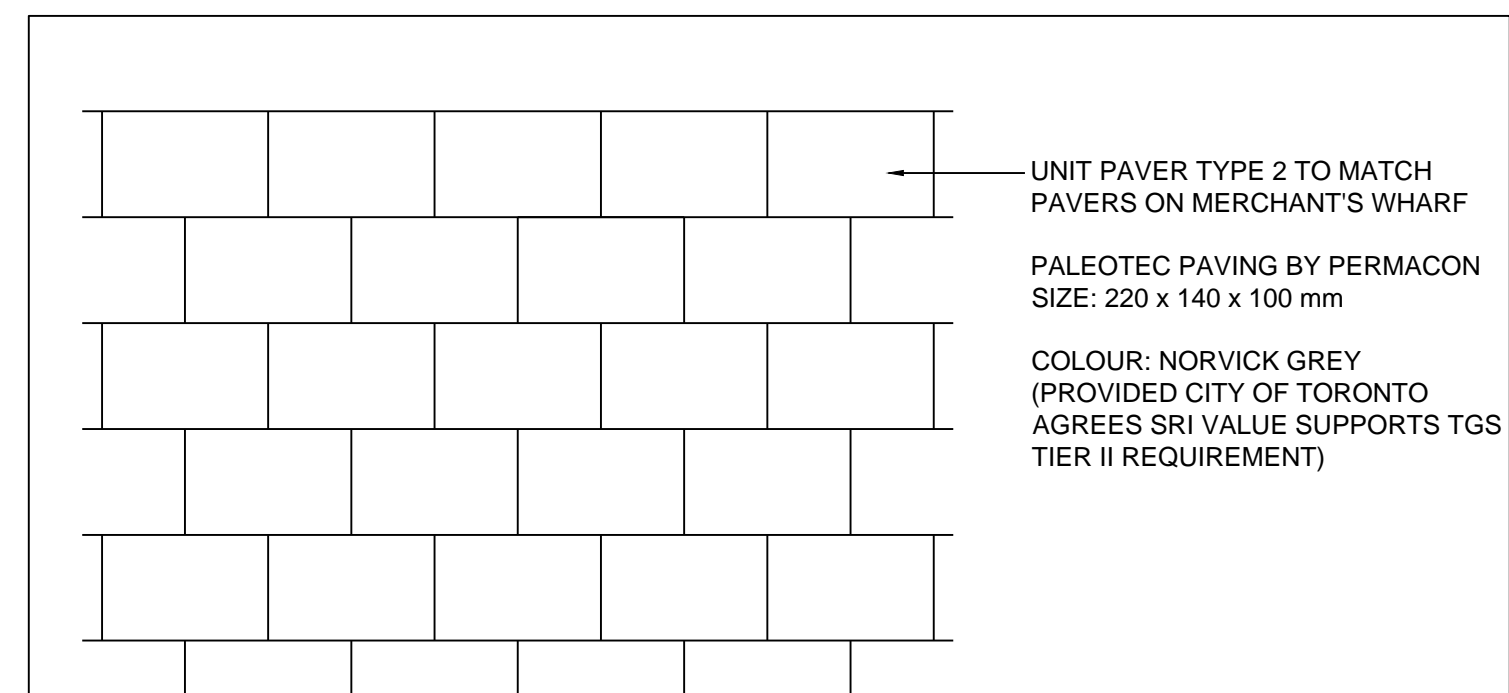 UNIT PAVER TYPE 2 TO MATCH
PAVERS ON MERCHANT'S WHARF
PALEOTEC PAVING BY PERMACON
SIZE: 220 x 140 x 100 mm
COLOUR: NORVICK GREY
(PROVIDED CITY OF TORONTO
AGREES SRI VALUE SUPPORTS TGS
TIER II REQUIREMENT)